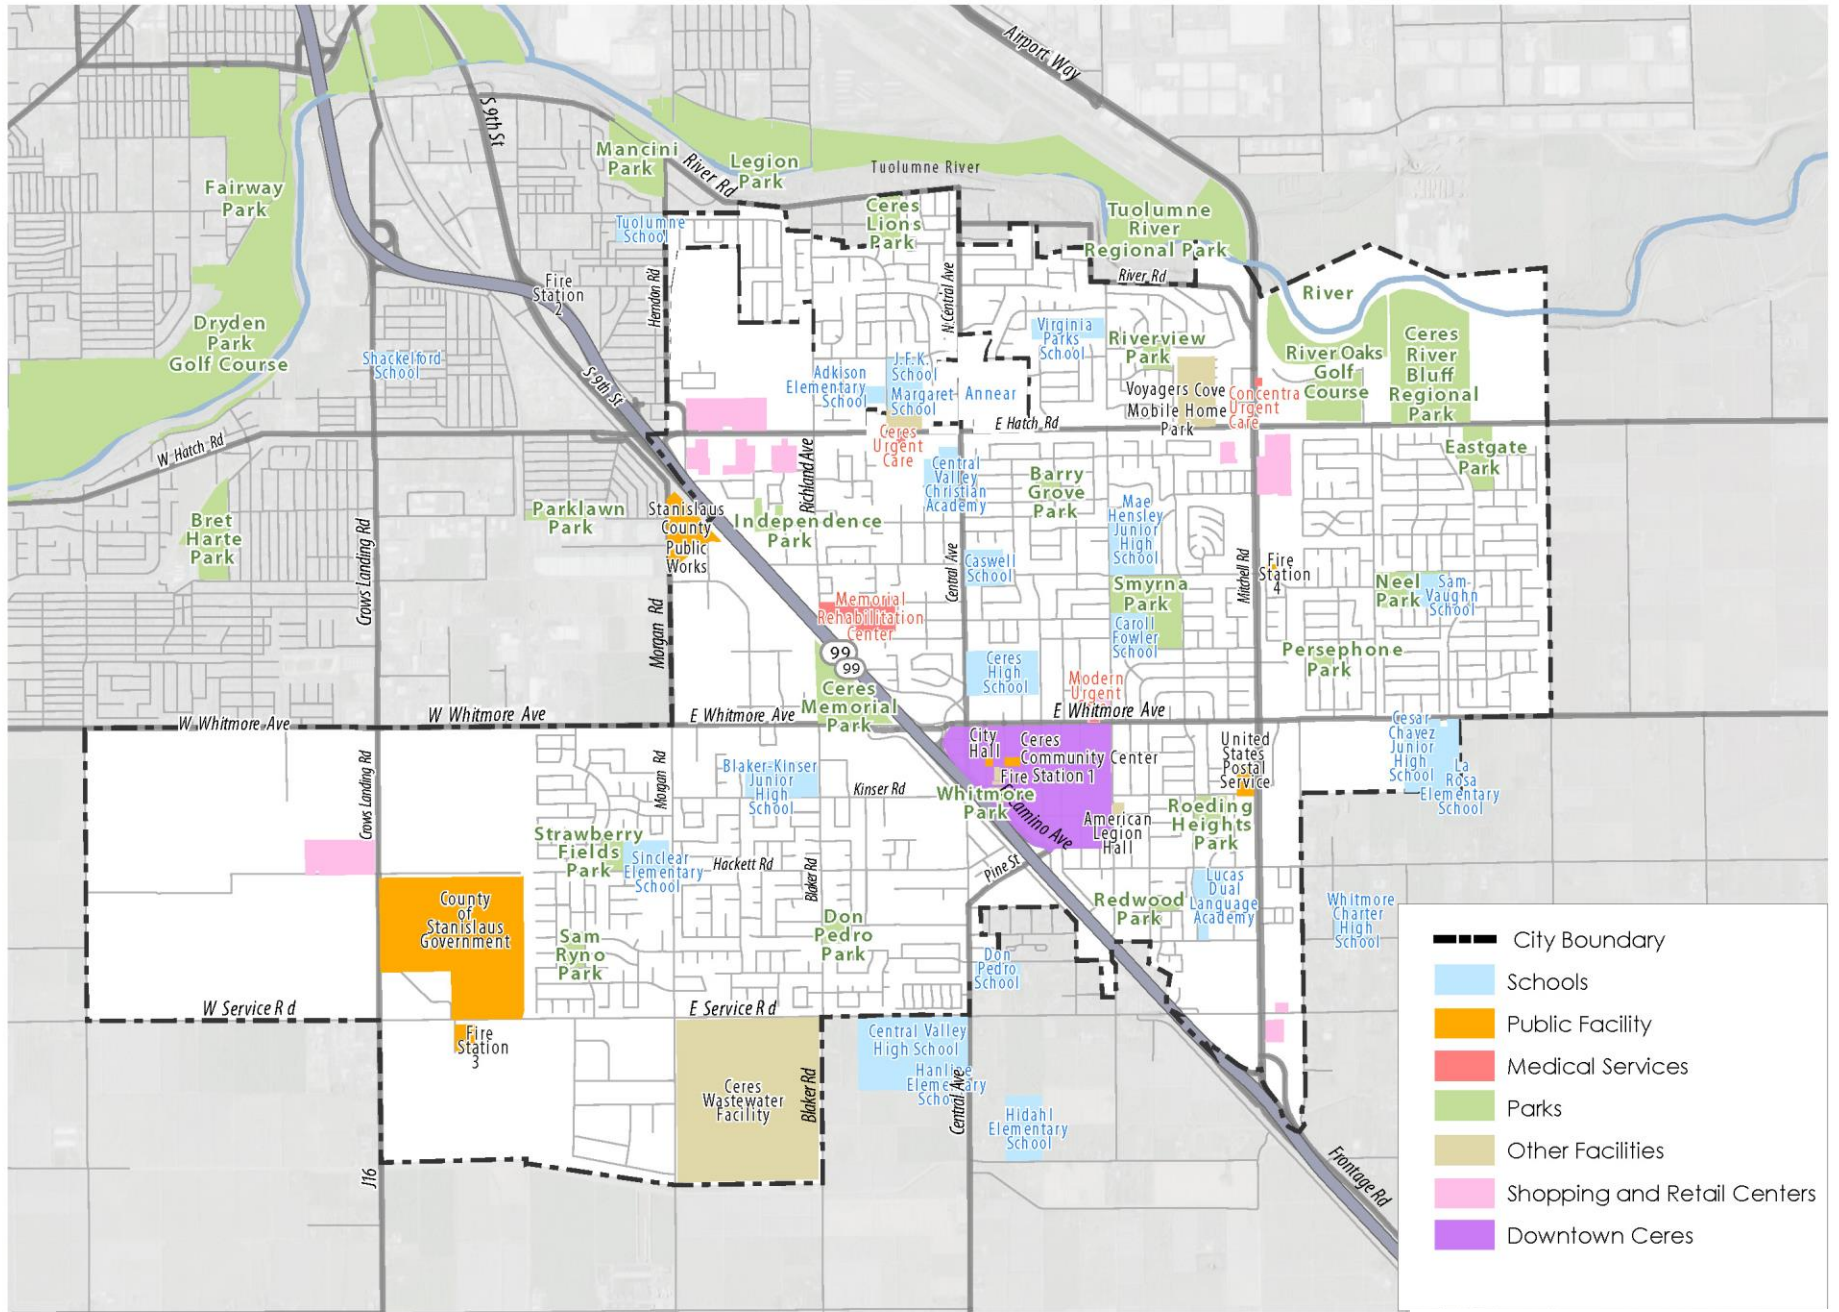 Airport Way
S 9th St
Mancini
Park
River Rd
Legion
Park
Tuolumne River
Fairway
Park
Tuolumne
School
Ceres
Lions
Park
Tuolumne
River
Regional Park
River Rd
Fire
Station
2
Herndon Rd
N. Central Ave
River
Dryden
Park
Golf Course
Shackelford
School
Virginia
Parks
School
Riverview
Park
River Oaks
Golf
Course
Ceres
River
Bluff
Regional
Park
S 9th St
Adkison
Elementary
School
J.F.K.
School
Margaret
School
Annear
Voyagers Cove
Mobile Home
Park
Concentra
Urgent
Care
W Hatch Rd
E Hatch Rd
Ceres
Urgent
Care
Richland Ave
Central
Valley
Christian
Academy
Barry
Grove
Park
Eastgate
Park
Bret
Harte
Park
Crows Landing Rd
Parklawn
Park
Stanislaus
County
Public
Works
Independence
Park
Mae
Hensley
Junior
High
School
Caswell
School
Central Ave
Mitchell Rd
Fire
Station
4
Smyrna
Park
Neel
Park
Sam
Vaughn
School
Morgan Rd
Memorial
Rehabilitation
Center
Caroll
Fowler
School
99
99
Ceres
High
School
Persephone
Park
Modern
Urgent
Ceres
Memorial
Park
W Whitmore Ave
W Whitmore Ave
E Whitmore Ave
E Whitmore Ave
City
Hall
Ceres
Community Center
Fire Station 1
United
States
Postal
Service
Cesar
Chavez
Junior
High
School
La
Rosa
Elementary
School
Crows Landing Rd
Morgan Rd
Blaker-Kinser
Junior
High
School
Kinser Rd
Whitmore
Park
Camino Ave
American
Legion
Hall
Roeding
Heights
Park
Strawberry
Fields
Park
Sinclear
Elementary
School
Hackett Rd
Blaker Rd
Pine St
Lucas
Dual
Language
Academy
Redwood
Park
Whitmore
Charter
High
School
County
of
Stanislaus
Government
Sam
Ryno
Park
Don
Pedro
Park
Don
Pedro
School
W Service Rd
E Service Rd
Fire
Station
3
Ceres
Wastewater
Facility
Blaker Rd
Central Valley
High School
Elementary
Central Ave
Hidahl
Elementary
School
J16
Frontage Rd
City Boundary
Schools
Public Facility
Medical Services
Parks
Other Facilities
Shopping and Retail Centers
Downtown Ceres